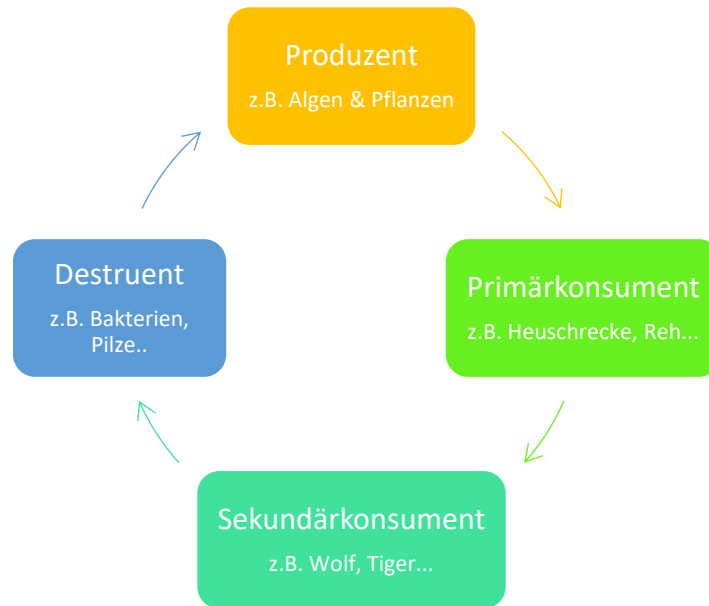 Produzent
z.B. Algen & Pflanzen
Destruent
z.B. Bakterien,
Pilze..
Primärkonsument
z.B. Heuschrecke, Reh...
Sekundärkonsument
z.B. Wolf, Tiger...